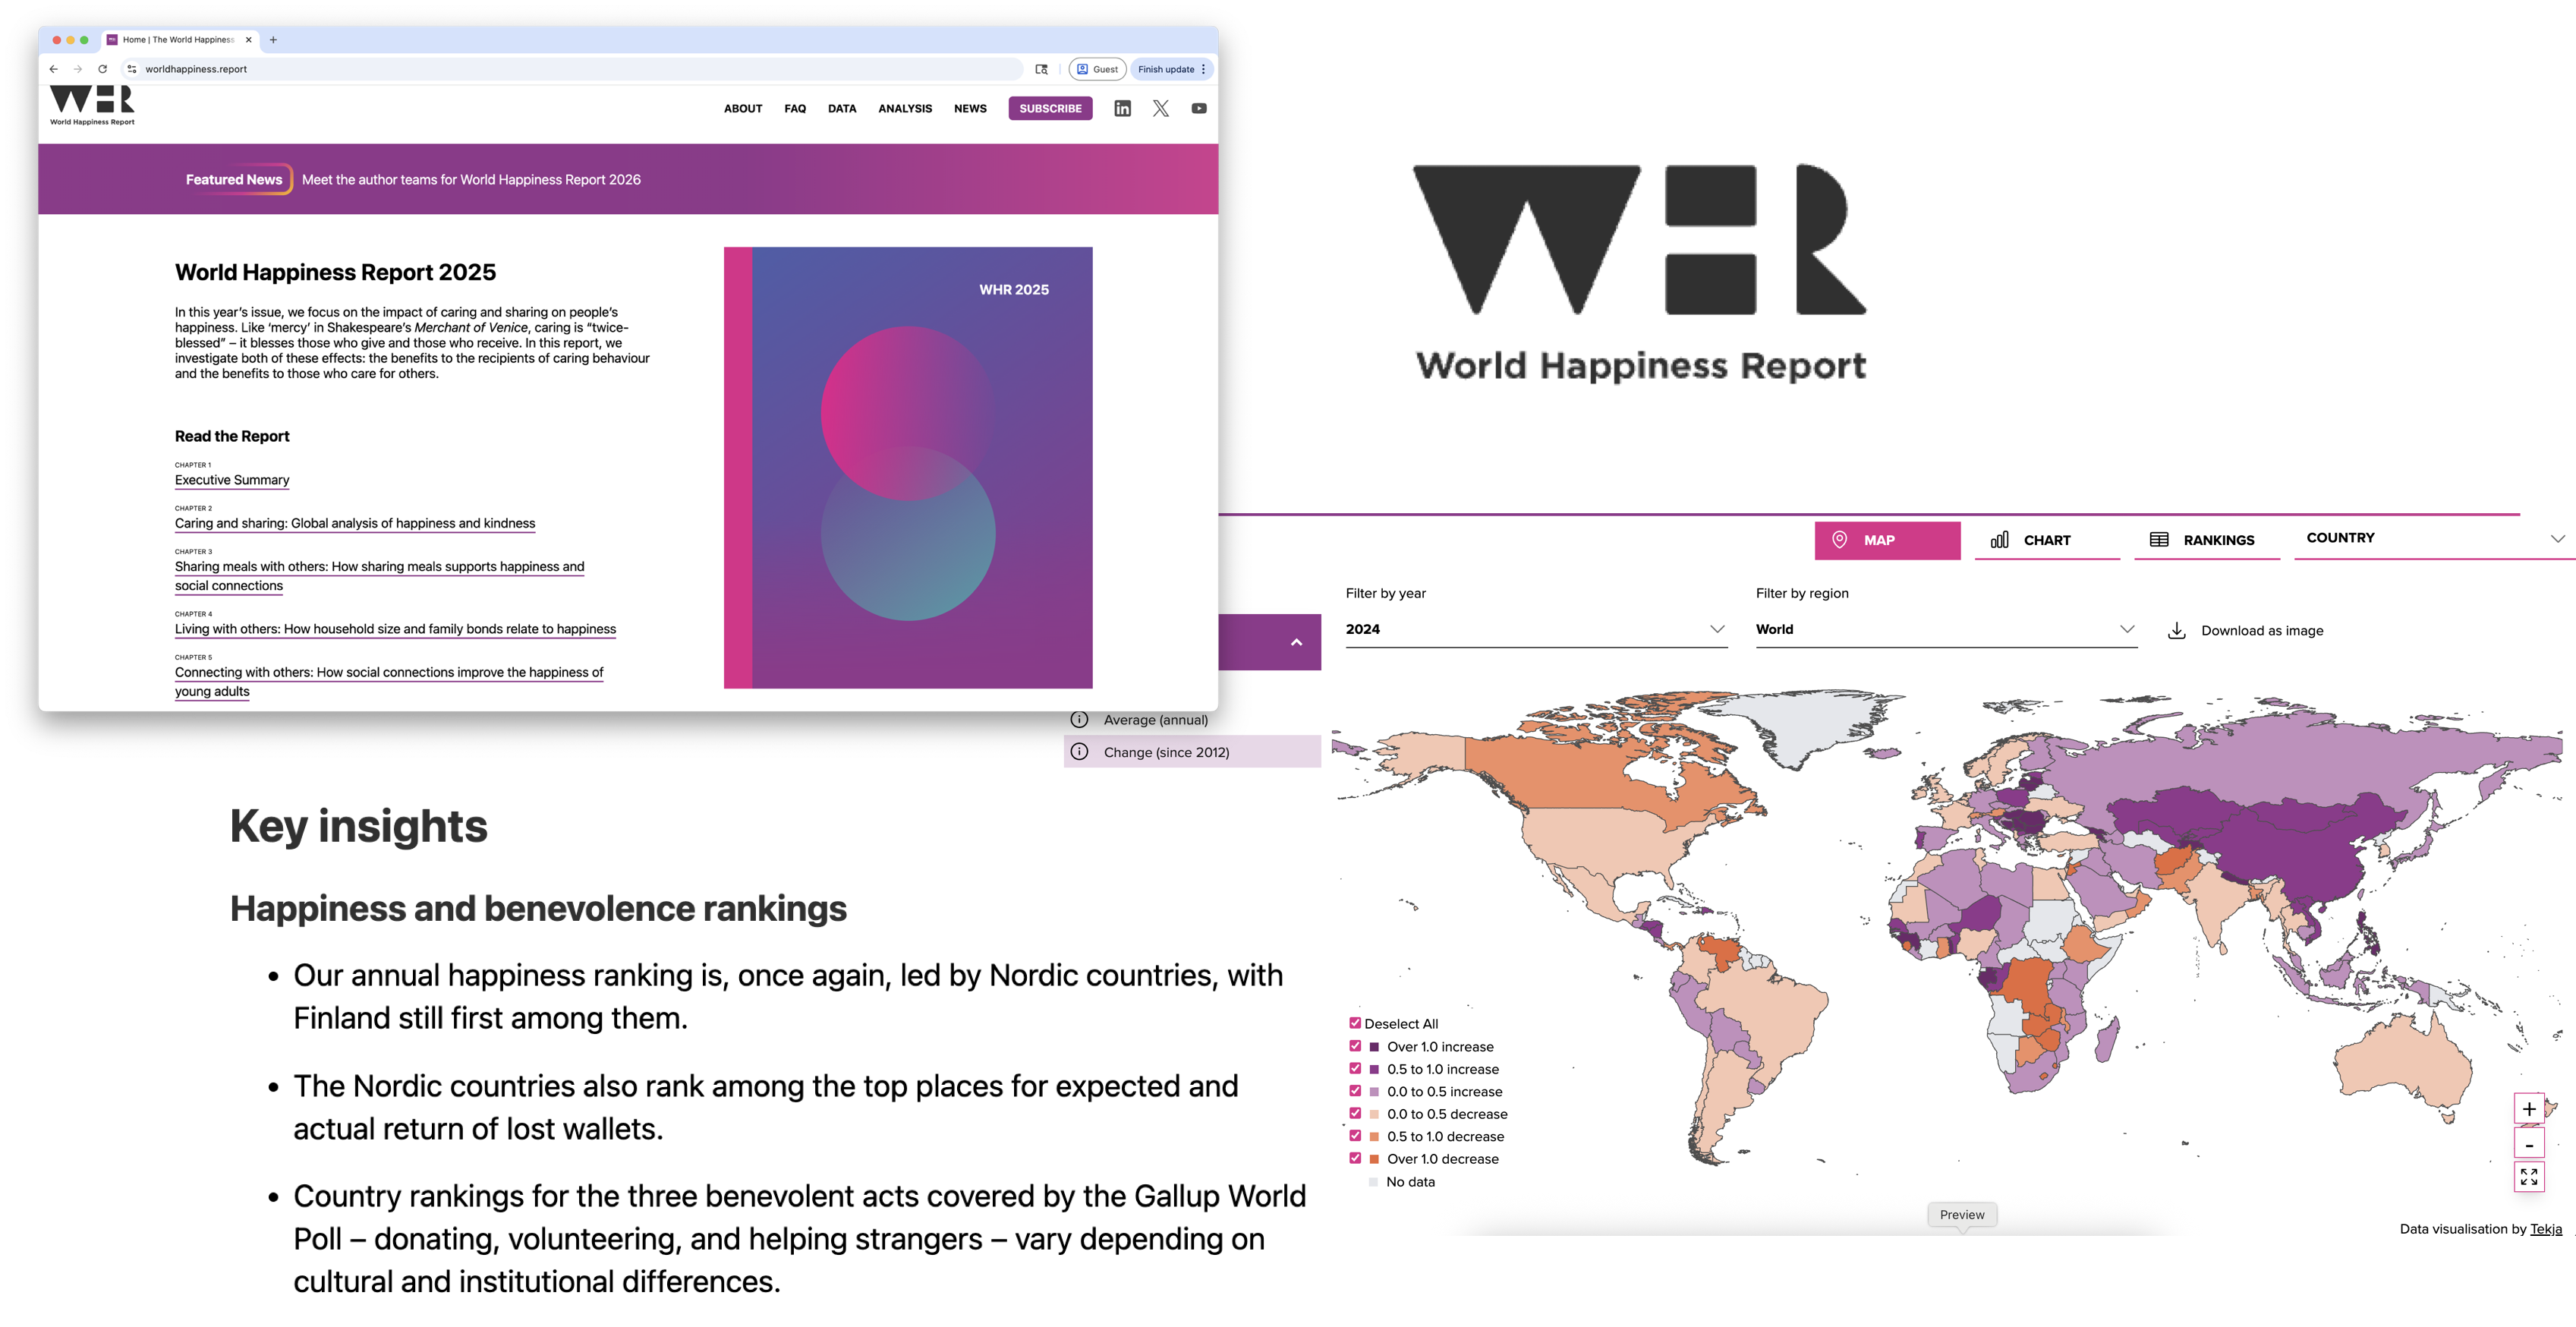 Home | The World Happiness
worldhappiness.report
Guest
Finish update
WHR
World Happiness Report
ABOUT
FAQ
DATA
ANALYSIS
NEWS
SUBSCRIBE
Featured News
Meet the author teams for World Happiness Report 2026
World Happiness Report 2025
In this year’s issue, we focus on the impact of caring and sharing on people’s
happiness. Like ‘mercy’ in Shakespeare’s Merchant of Venice, caring is “twice-
blessed” – it blesses those who give and those who receive. In this report, we
investigate both of these effects: the benefits to the recipients of caring behaviour
and the benefits to those who care for others.
Read the Report
CHAPTER 1
Executive Summary
CHAPTER 2
Caring and sharing: Global analysis of happiness and kindness
CHAPTER 3
Sharing meals with others: How sharing meals supports happiness and
social connections
CHAPTER 4
Living with others: How household size and family bonds relate to happiness
CHAPTER 5
Connecting with others: How social connections improve the happiness of
young adults
WHR 2025
WHR
World Happiness Report
MAP
CHART
RANKINGS
COUNTRY
Filter by year
2024
Filter by region
World
Download as image
Average (annual)
Change (since 2012)
Deselect All
Over 1.0 increase
0.5 to 1.0 increase
0.0 to 0.5 increase
0.0 to 0.5 decrease
0.5 to 1.0 decrease
Over 1.0 decrease
No data
+
-
Preview
Data visualisation by Tekja
Key insights
Happiness and benevolence rankings
• Our annual happiness ranking is, once again, led by Nordic countries, with
Finland still first among them.
• The Nordic countries also rank among the top places for expected and
actual return of lost wallets.
• Country rankings for the three benevolent acts covered by the Gallup World
Poll – donating, volunteering, and helping strangers – vary depending on
cultural and institutional differences.